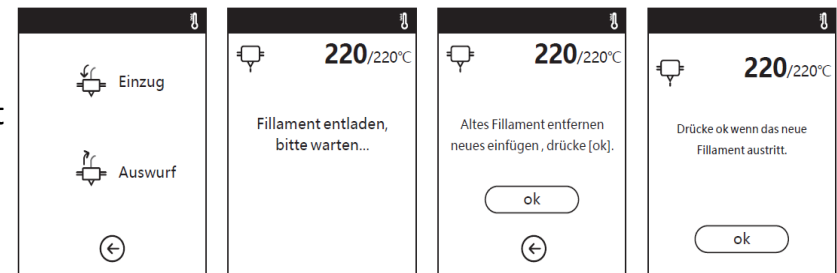 t
Einzug
Auswurf
220/220℃
Fillament entladen,
bitte warten...
220/220℃
Altes Fillament entfernen
neues einfügen , drücke [ok].
ok
220/220℃
Drücke ok wenn das neue
Fillament austritt.
ok